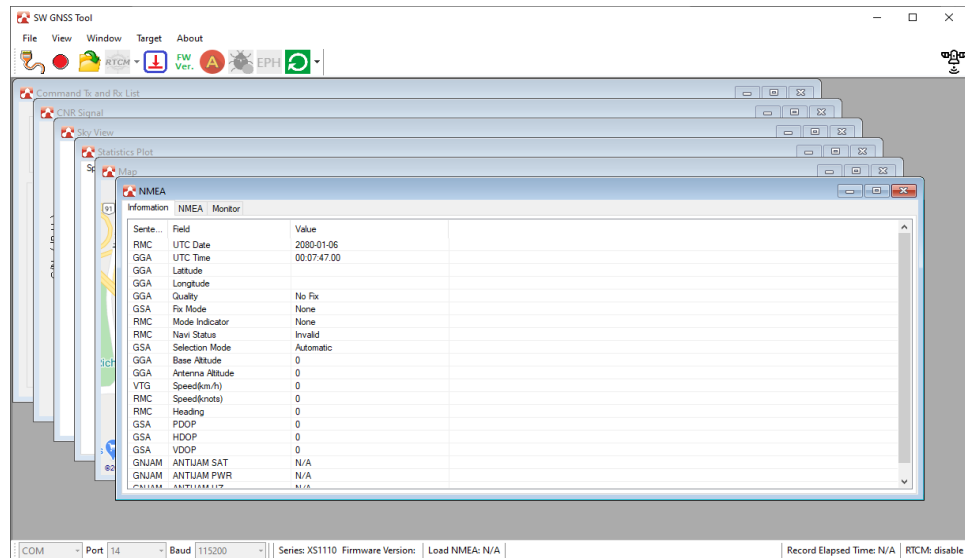 SW GNSS Tool
File View Window Target About
RTCM FW Ver. A EPH
Command Tx and Rx List
CNR Signal
Sky View
Statistics Plot
Sp
Map
NMEA
91
Information NMEA Monitor
Sente... Field Value
RMC UTC Date 2080-01-06
GGA UTC Time 00:07:47.00
GGA Latitude
GGA Longitude
GGA Quality No Fix
GSA Fix Mode None
RMC Mode Indicator None
RMC Navi Status Invalid
GSA Selection Mode Automatic
GGA Base Altitude 0
GGA Antenna Altitude 0
VTG Speed(km/h) 0
RMC Speed(knots) 0
RMC Heading 0
GSA PDOP 0
GSA HDOP 0
GSA VDOP 0
GNJAM ANTIJAM SAT N/A
GNJAM ANTIJAM PWR N/A
COM Port 14 Baud 115200 Series: XS1110 Firmware Version: Load NMEA: N/A Record Elapsed Time: N/A RTCM: disable